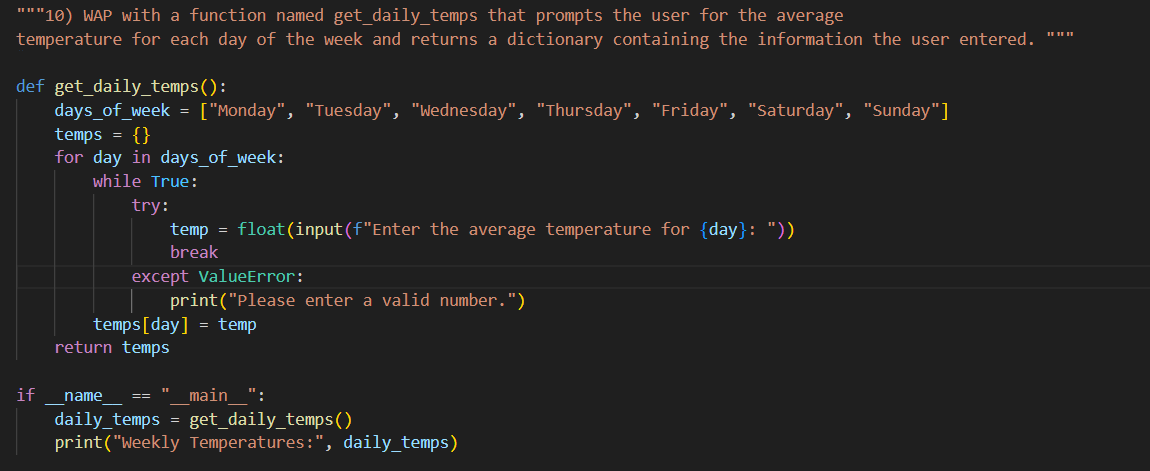 """10) WAP with a function named get_daily_temps that prompts the user for the average
temperature for each day of the week and returns a dictionary containing the information the user entered. """

def get_daily_temps():
    days_of_week = ["Monday", "Tuesday", "Wednesday", "Thursday", "Friday", "Saturday", "Sunday"]
    temps = {}
    for day in days_of_week:
        while True:
            try:
                temp = float(input(f"Enter the average temperature for {day}: "))
                break
            except ValueError:
                print("Please enter a valid number.")
        temps[day] = temp
    return temps

if __name__ == "__main__":
    daily_temps = get_daily_temps()
    print("Weekly Temperatures:", daily_temps)